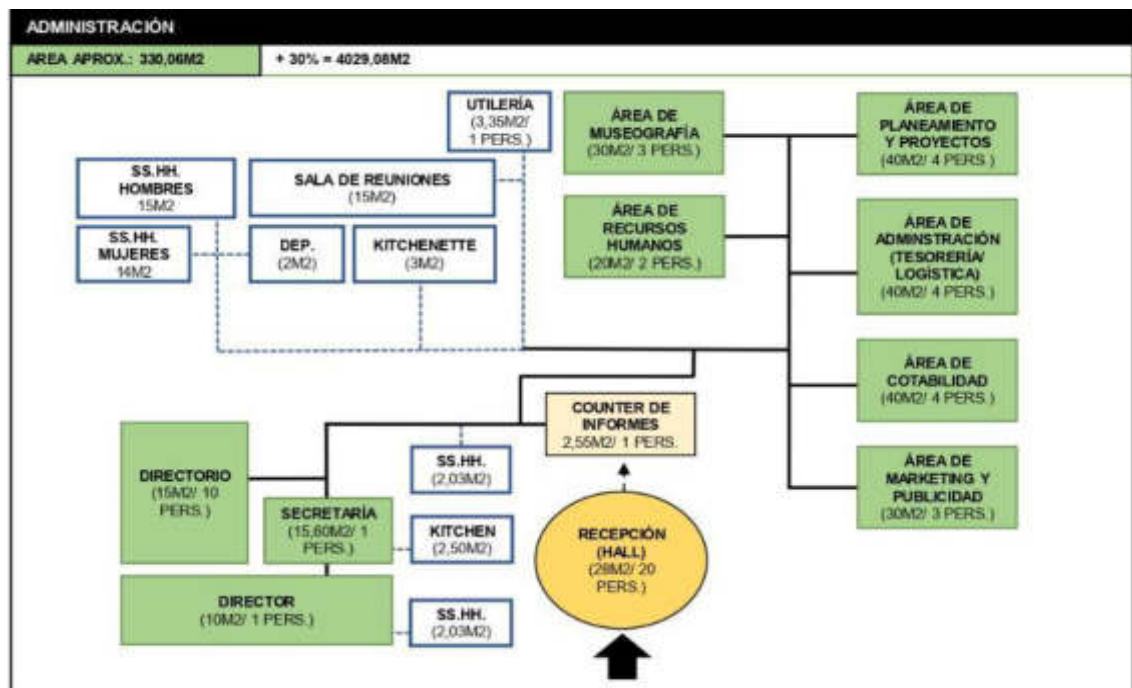 ADMINISTRACIÓN
AREA APROX.: 330,06M2
+ 30% = 4029,08M2
UTILERÍA
(3,35M2/
1 PERS.)
ÁREA DE
MUSEOGRAFÍA
(30M2/ 3 PERS.)
ÁREA DE
PLANEAMIENTO
Y PROYECTOS
(40M2/ 4 PERS.)
SS.HH.
HOMBRES
15M2
SALA DE REUNIONES
(15M2)
SS.HH.
MUJERES
14M2
DEP.
(2M2)
KITCHENETTE
(3M2)
ÁREA DE
RECURSOS
HUMANOS
(20M2/ 2 PERS.)
ÁREA DE
ADMINSTRACIÓN
(TESORERÍA/
LOGÍSTICA)
(40M2/ 4 PERS.)
ÁREA DE
COTABILIDAD
(40M2/ 4 PERS.)
COUNTER DE
INFORMES
2,55M2/ 1 PERS.
DIRECTORIO
(15M2/ 10
PERS.)
SS.HH.
(2,03M2)
ÁREA DE
MARKETING Y
PUBLICIDAD
(30M2/ 3 PERS.)
SECRETARÍA
(15,60M2/ 1
PERS.)
KITCHEN
(2,50M2)
RECEPCIÓN
(HALL)
(28M2/ 20
PERS.)
DIRECTOR
(10M2/ 1 PERS.)
SS.HH.
(2,03M2)